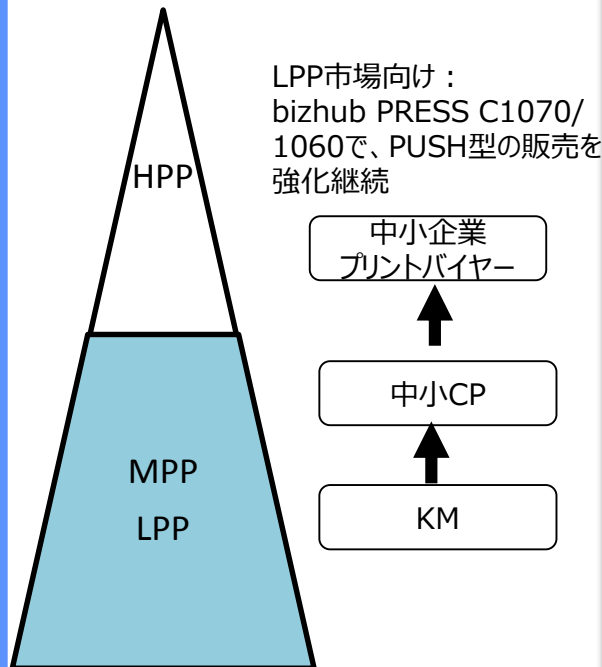 LPP市場向け：
bizhub PRESS C1070/
1060で、PUSH型の販売を
強化継続
HPP
中小企業
プリントバイヤー
中小CP
MPP
LPP
KM